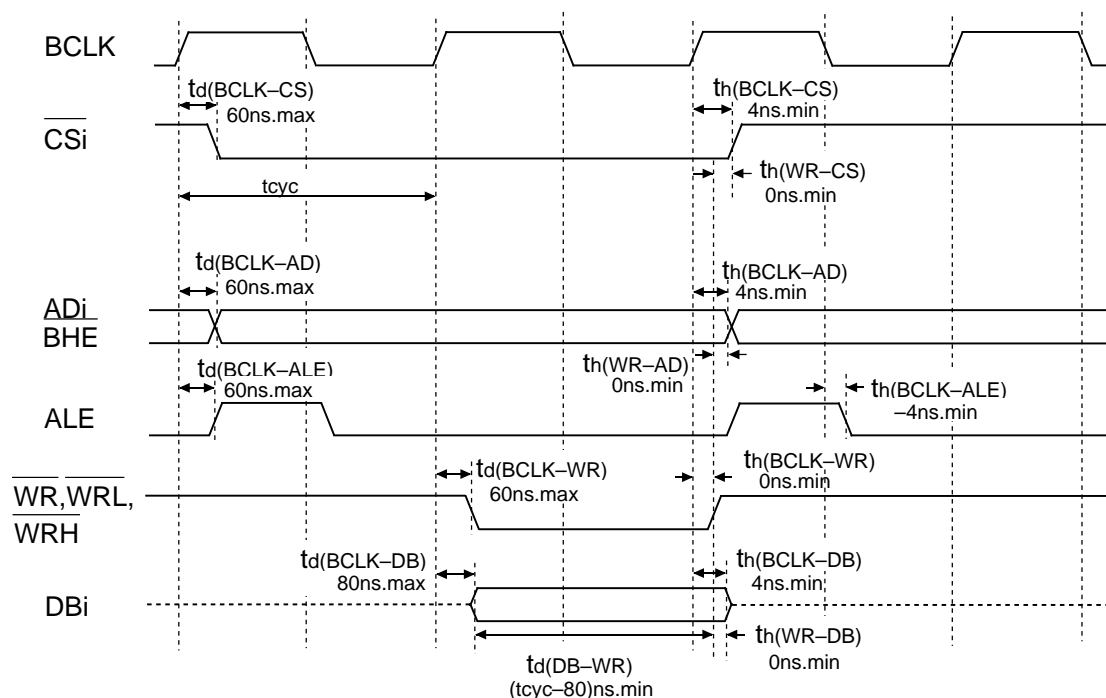 BCLK
td(BCLK–CS)
60ns.max
th(BCLK–CS)
4ns.min
CSi
th(WR–CS)
0ns.min
tcyc
td(BCLK–AD)
60ns.max
th(BCLK–AD)
4ns.min
ADi
BHE
th(WR–AD)
0ns.min
td(BCLK–ALE)
60ns.max
th(BCLK–ALE)
–4ns.min
ALE
td(BCLK–WR)
60ns.max
th(BCLK–WR)
0ns.min
WR,WRL,
WRH
td(BCLK–DB)
80ns.max
th(BCLK–DB)
4ns.min
DBi
th(WR–DB)
0ns.min
td(DB–WR)
(tcyc–80)ns.min